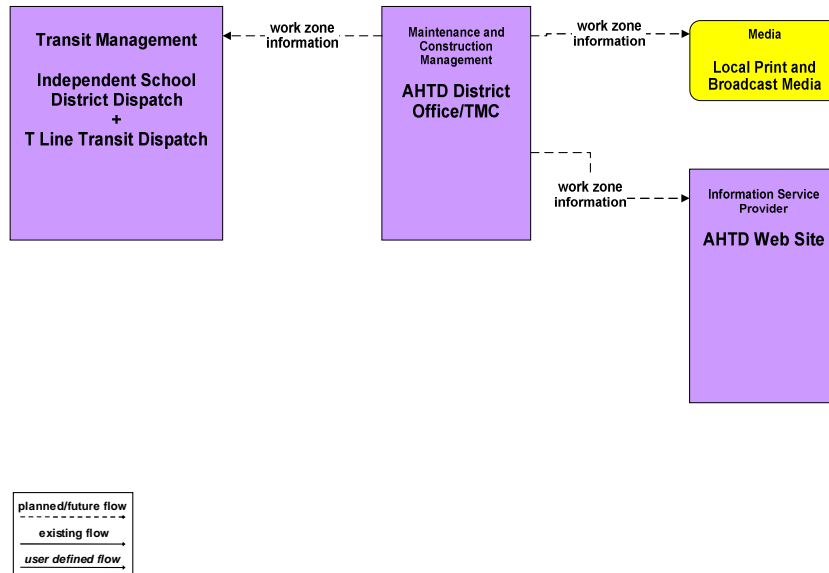 Transit Management
Independent School
District Dispatch
+
T Line Transit Dispatch
work zone
information
Maintenance and
Construction
Management
AHTD District
Office/TMC
work zone
information
Media
Local Print and
Broadcast Media
work zone
information
Information Service
Provider
AHTD Web Site
planned/future flow
existing flow
user defined flow